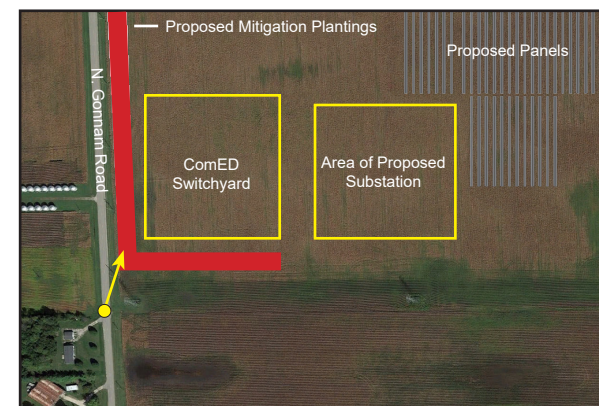 Proposed Mitigation Plantings
Proposed Panels
N. Gonnam Road
ComED
Switchyard
Area of Proposed
Substation